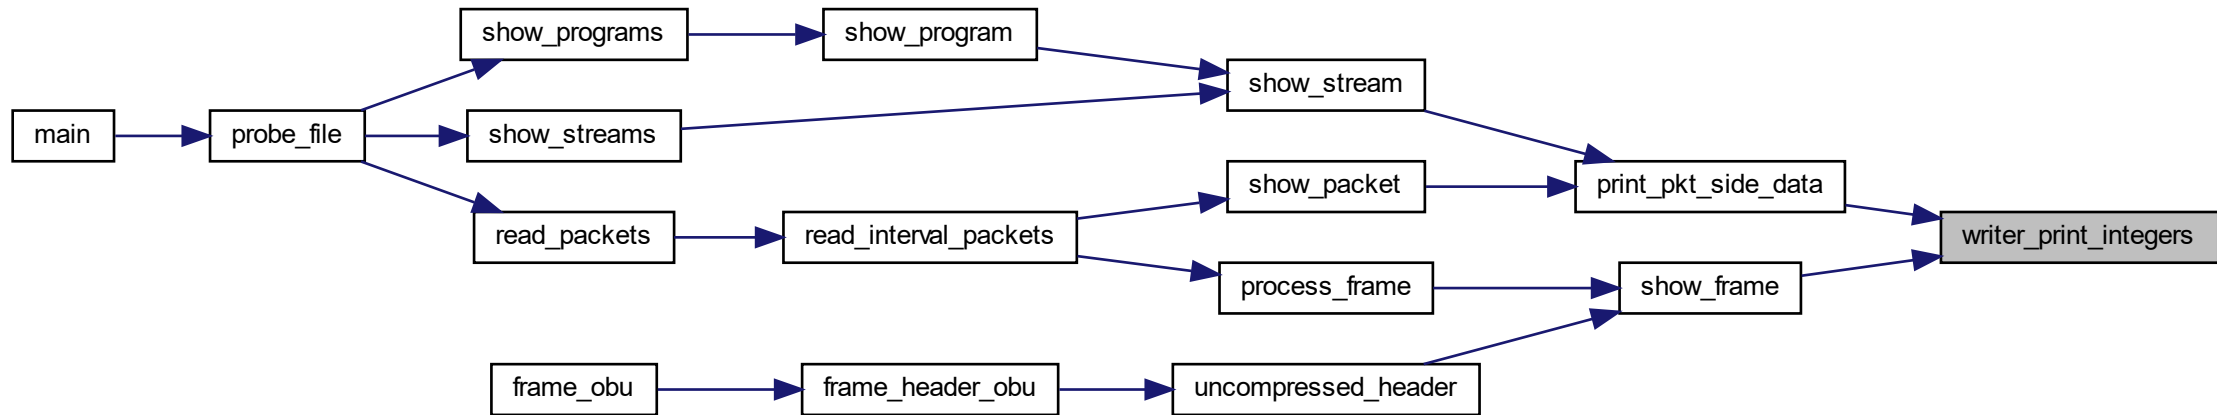 show_programs
show_program
show_stream
main
probe_file
show_streams
show_packet
print_pkt_side_data
read_packets
read_interval_packets
writer_print_integers
process_frame
show_frame
frame_obu
frame_header_obu
uncompressed_header